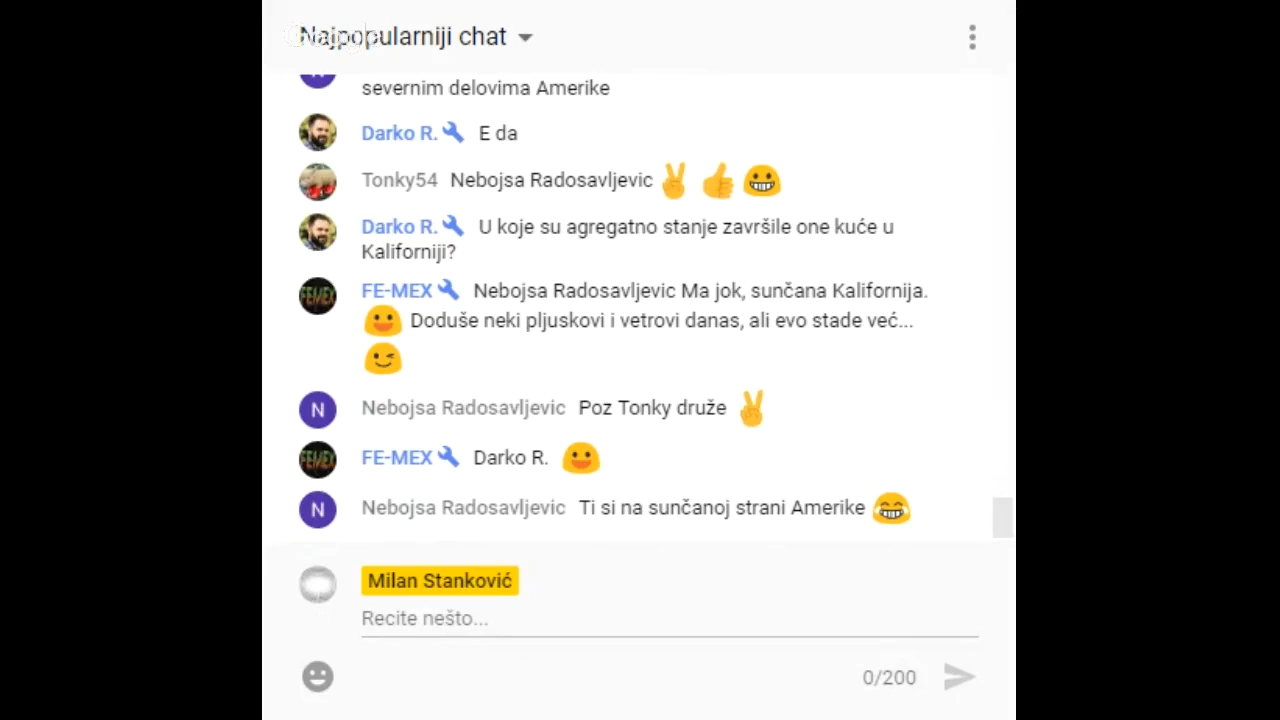 Najpopularniji chat
severnim delovima Amerike
Darko R. E da
Tonky54 Nebojsa Radosavljevic ✌👍😀
Darko R. U koje su agregatno stanje završile one kuće u
Kaliforniji?
FE-MEX Nebojsa Radosavljevic Ma jok, sunčana Kalifornija.
😃 Doduše neki pljuskovi i vetrovi danas, ali evo stade već...
😉
N Nebojsa Radosavljevic Poz Tonky druže ✌
FE-MEX Darko R. 😃
N Nebojsa Radosavljevic Ti si na sunčanoj strani Amerike 😂
Milan Stanković
Recite nešto...
0/200